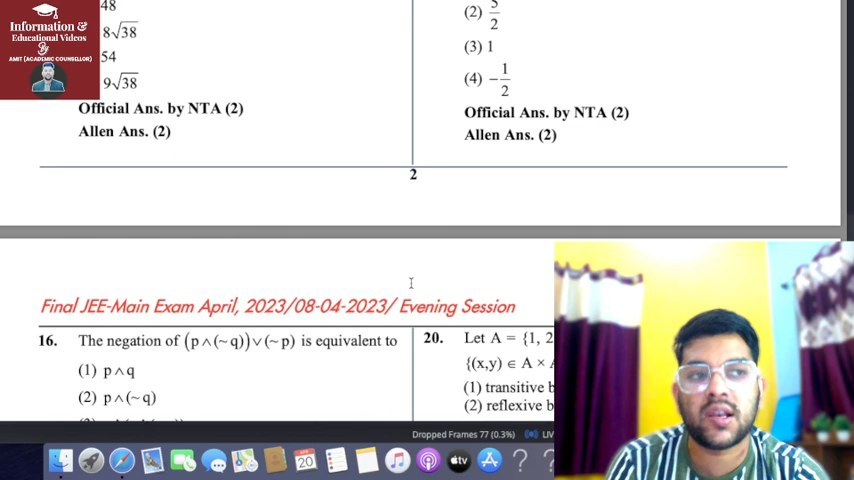 Information &
Educational Videos
By
AMIT (ACADEMIC COUNSELLOR)
48
8√38
54
9√38
Official Ans. by NTA (2)
Allen Ans. (2)
(2) 5/2
(3) 1
(4) −1/2
Official Ans. by NTA (2)
Allen Ans. (2)
2
Final JEE-Main Exam April, 2023/08-04-2023/ Evening Session
16. The negation of (p∧(~q))∨(~p) is equivalent to
(1) p∧q
(2) p∧(~q)
20. Let A = {1, 2
{(x,y) ∈ A ×
(1) transitive b
(2) reflexive b
Dropped Frames 77 (0.3%) LIV
APR
20
tv